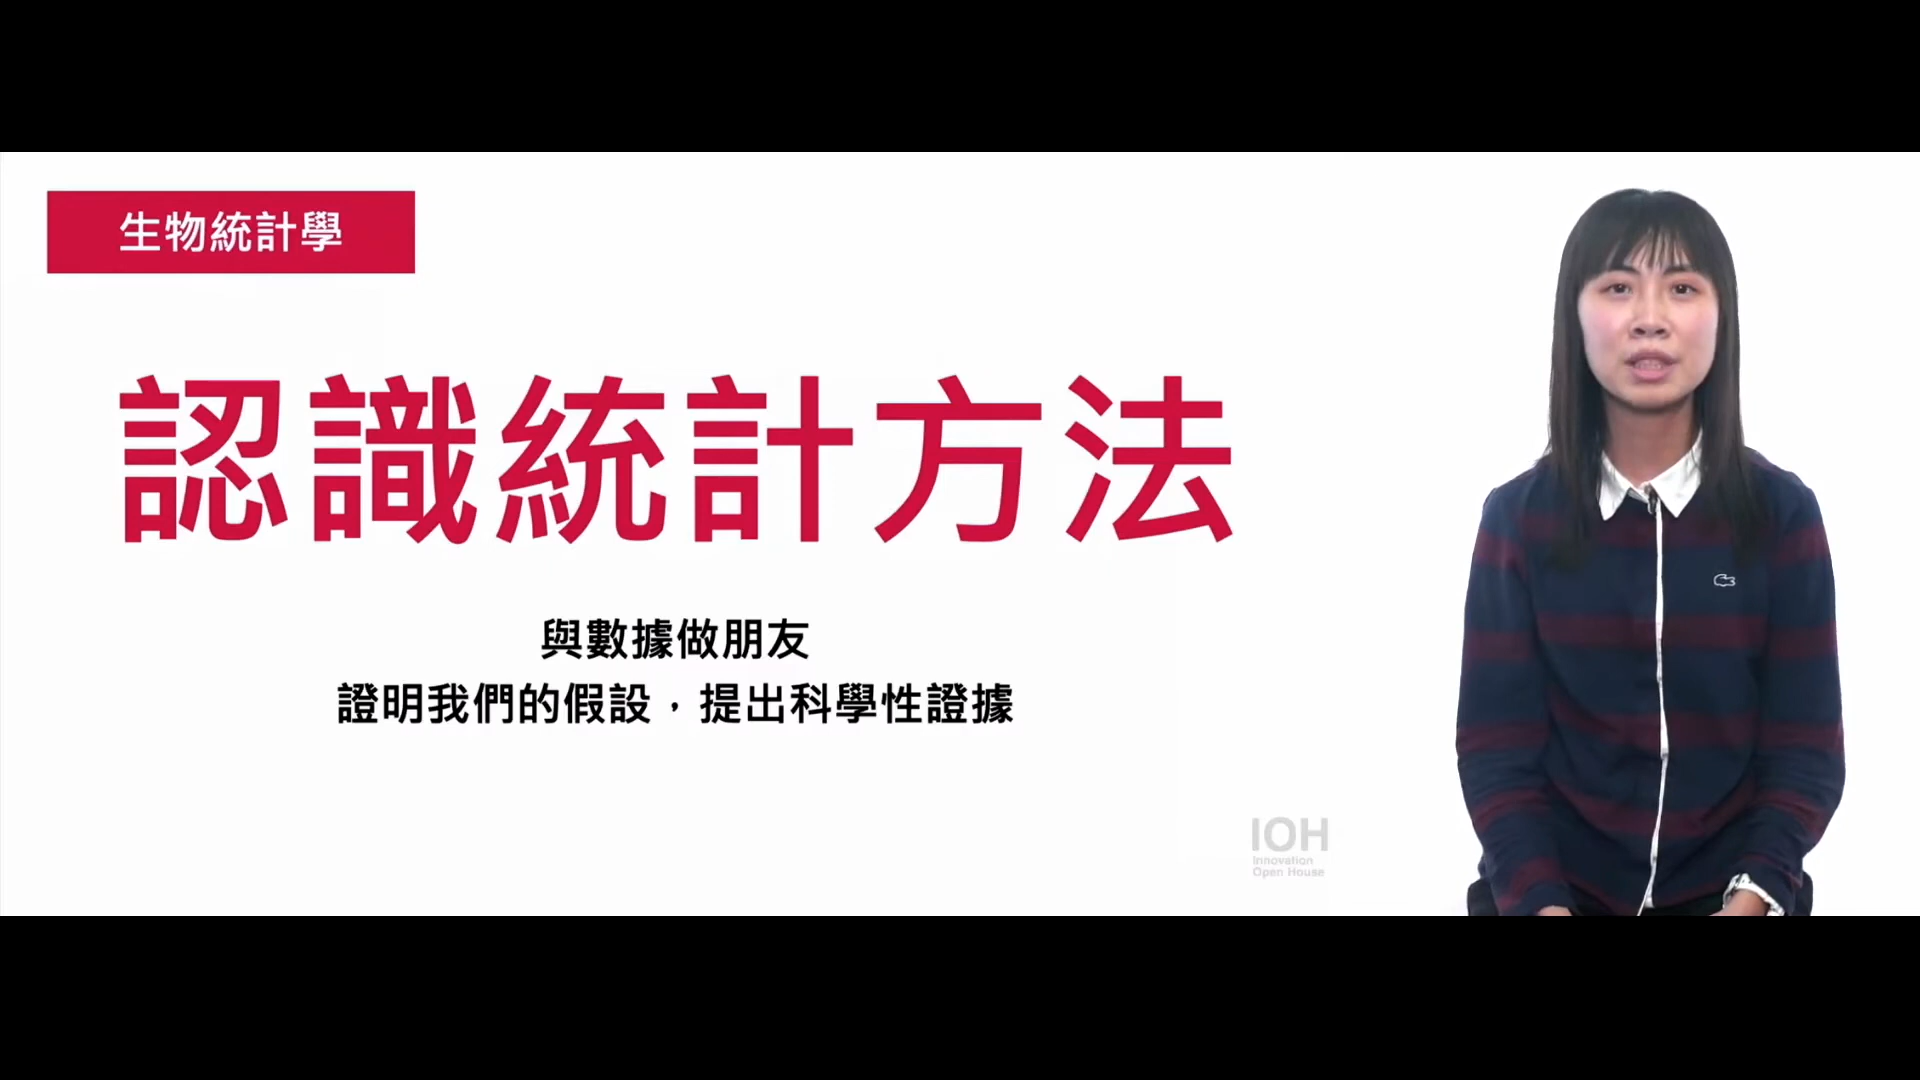 生物統計學
認識統計方法
與數據做朋友
證明我們的假設，提出科學性證據
IOH
Innovation
Open House